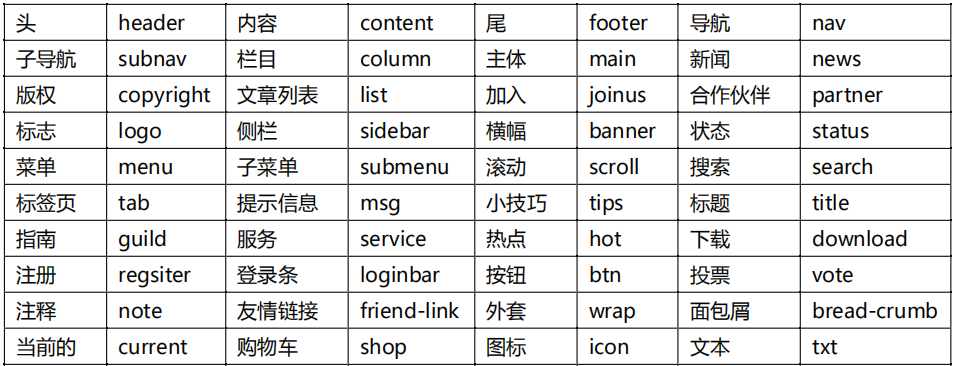 头 header 内容 content 尾 footer 导航 nav
子导航 subnav 栏目 column 主体 main 新闻 news
版权 copyright 文章列表 list 加入 joinus 合作伙伴 partner
标志 logo 侧栏 sidebar 横幅 banner 状态 status
菜单 menu 子菜单 submenu 滚动 scroll 搜索 search
标签页 tab 提示信息 msg 小技巧 tips 标题 title
指南 guild 服务 service 热点 hot 下载 download
注册 regsiter 登录条 loginbar 按钮 btn 投票 vote
注释 note 友情链接 friend-link 外套 wrap 面包屑 bread-crumb
当前的 current 购物车 shop 图标 icon 文本 txt